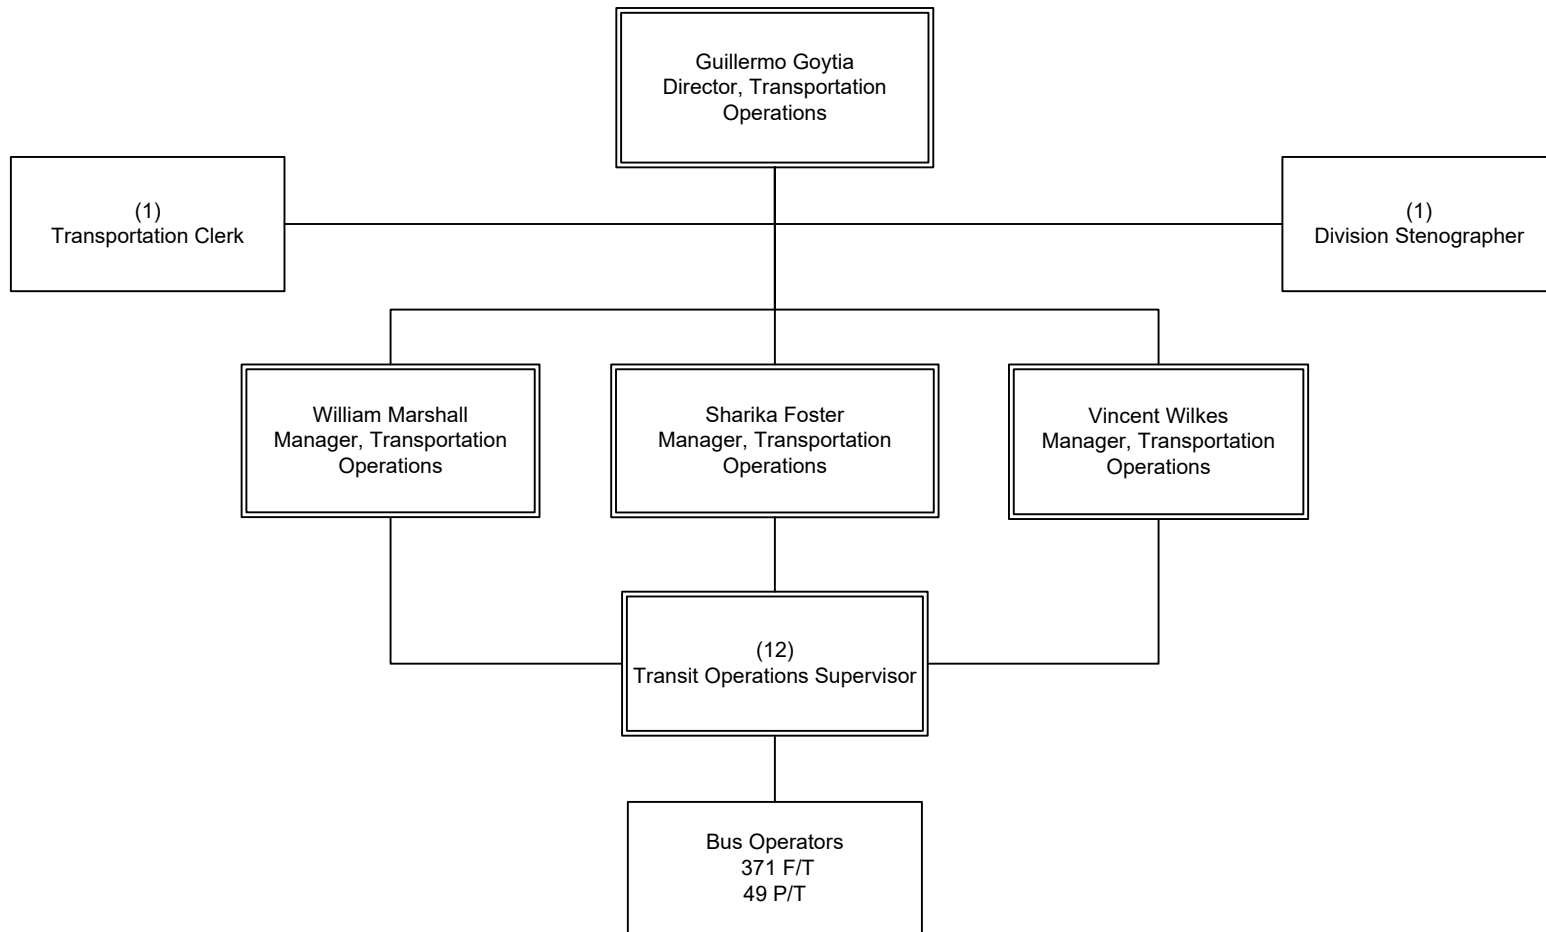 Guillermo Goytia
Director, Transportation
Operations
(1)
Transportation Clerk
(1)
Division Stenographer
William Marshall
Manager, Transportation
Operations
Sharika Foster
Manager, Transportation
Operations
Vincent Wilkes
Manager, Transportation
Operations
(12)
Transit Operations Supervisor
Bus Operators
371 F/T
49 P/T